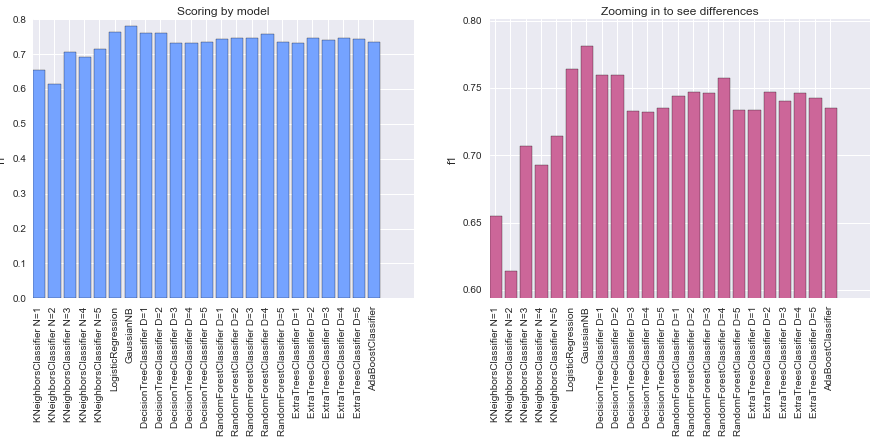 Scoring by model
0.8
0.7
0.6
0.5
0.4
0.3
0.2
0.1
0.0
KNeighborsClassifier N=1
KNeighborsClassifier N=2
KNeighborsClassifier N=3
KNeighborsClassifier N=4
KNeighborsClassifier N=5
LogisticRegression
GaussianNB
DecisionTreeClassifier D=1
DecisionTreeClassifier D=2
DecisionTreeClassifier D=3
DecisionTreeClassifier D=4
DecisionTreeClassifier D=5
RandomForestClassifier D=1
RandomForestClassifier D=2
RandomForestClassifier D=3
RandomForestClassifier D=4
RandomForestClassifier D=5
ExtraTreesClassifier D=1
ExtraTreesClassifier D=2
ExtraTreesClassifier D=3
ExtraTreesClassifier D=4
ExtraTreesClassifier D=5
AdaBoostClassifier
Zooming in to see differences
f1
0.80
0.75
0.70
0.65
0.60
KNeighborsClassifier N=1
KNeighborsClassifier N=2
KNeighborsClassifier N=3
KNeighborsClassifier N=4
KNeighborsClassifier N=5
LogisticRegression
GaussianNB
DecisionTreeClassifier D=1
DecisionTreeClassifier D=2
DecisionTreeClassifier D=3
DecisionTreeClassifier D=4
DecisionTreeClassifier D=5
RandomForestClassifier D=1
RandomForestClassifier D=2
RandomForestClassifier D=3
RandomForestClassifier D=4
RandomForestClassifier D=5
ExtraTreesClassifier D=1
ExtraTreesClassifier D=2
ExtraTreesClassifier D=3
ExtraTreesClassifier D=4
ExtraTreesClassifier D=5
AdaBoostClassifier